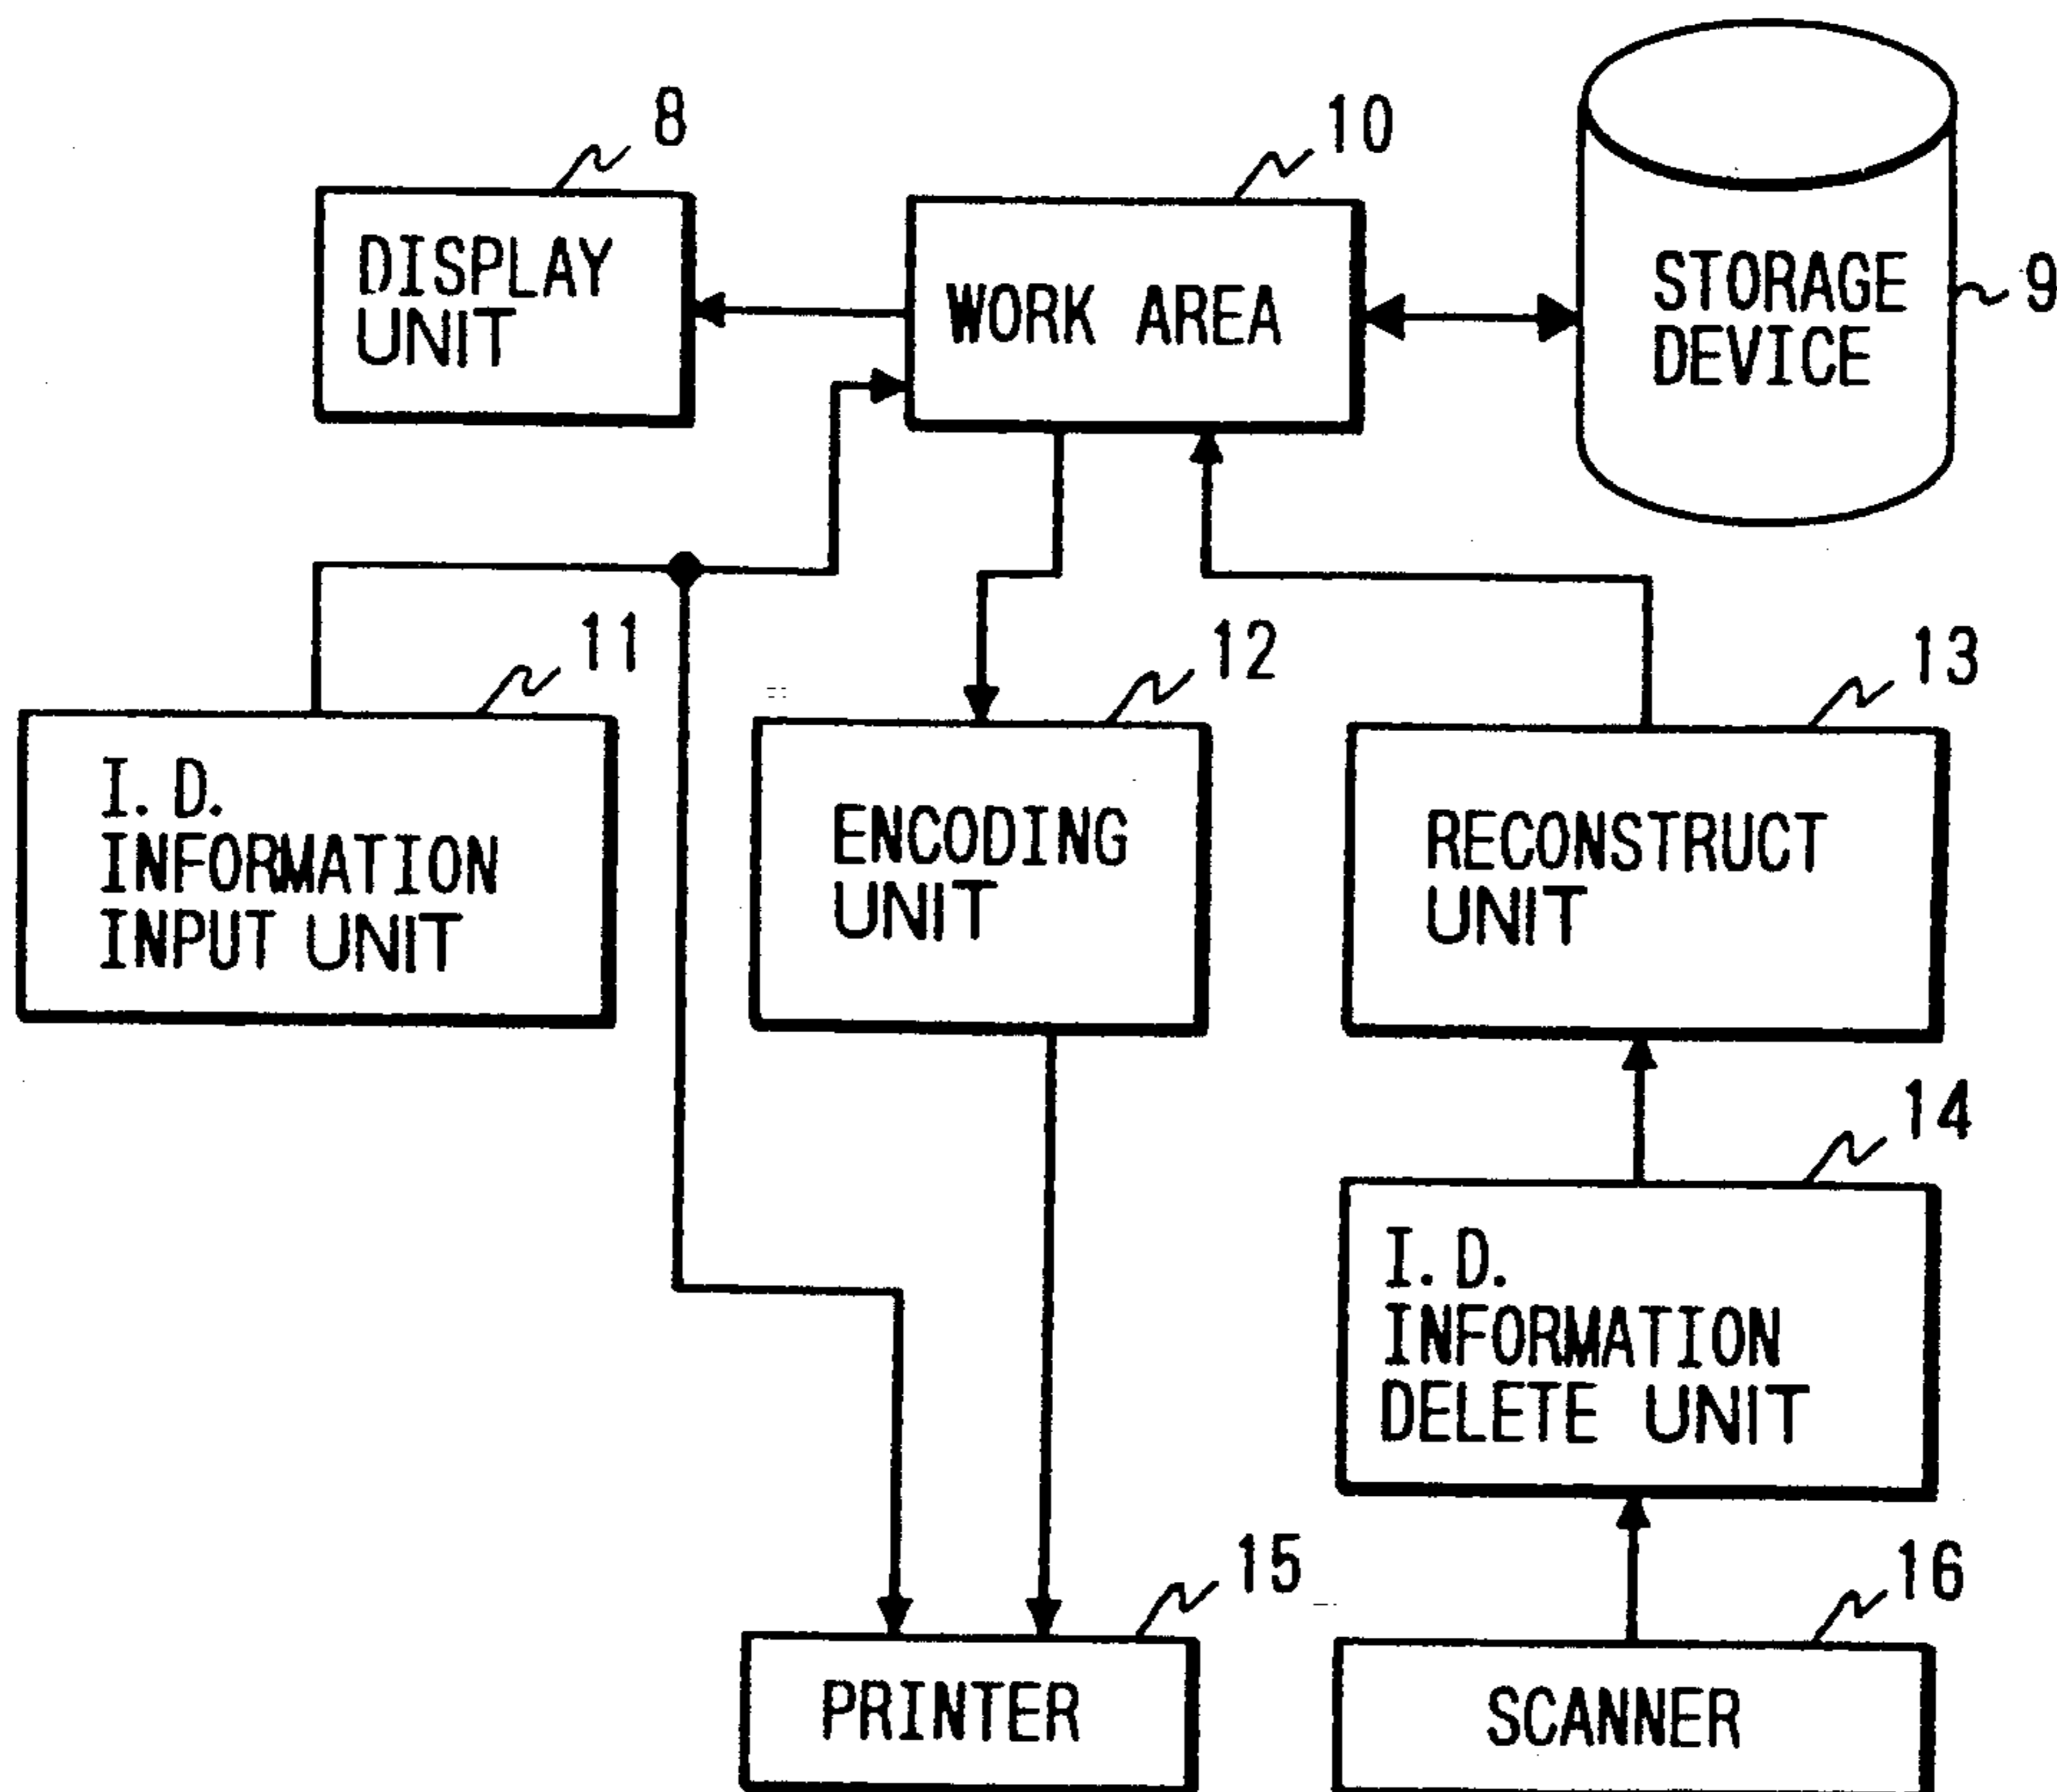 8
10
DISPLAY
UNIT
WORK AREA
STORAGE
DEVICE
9
11
12
13
I. D.
INFORMATION
INPUT UNIT
ENCODING
UNIT
RECONSTRUCT
UNIT
14
I. D.
INFORMATION
DELETE UNIT
15
16
PRINTER
SCANNER